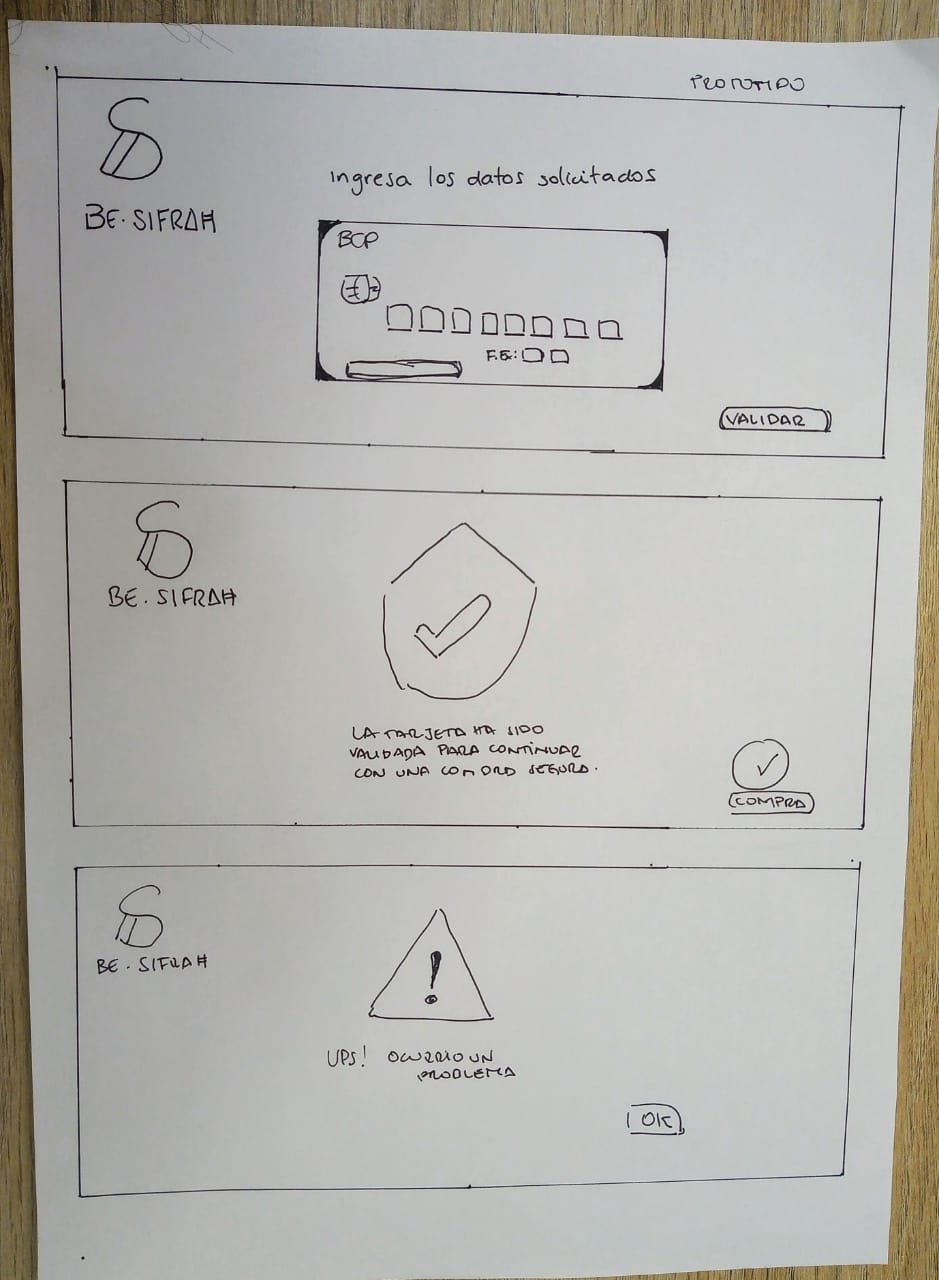 PROTOTIPO
BE. SIFRAH
Ingresa los datos solicitados
BCP
F.E:
VALIDAR
BE. SIFRAH
LA TARJETA HA SIDO
VALIDADA PARA CONTINUAR
CON UNA COMPRA SEGURA.
COMPRA
BE. SIFRAH
UPS! OCURRIO UN
PROBLEMA
OK